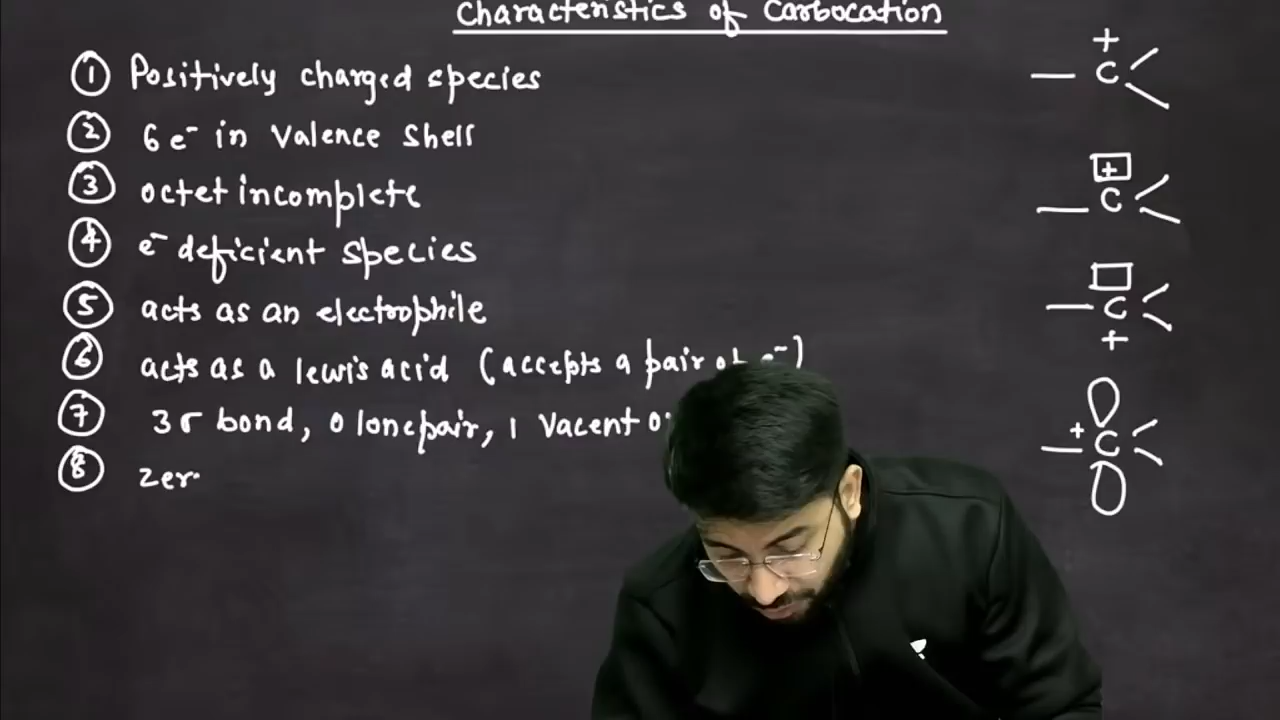 Characteristics of Carbocation
① Positively charged species
② 6 e⁻ in valence shell
③ octet incomplete
④ e⁻ deficient species
⑤ acts as an electrophile
⑥ acts as a lewis acid (accepts a pair of e⁻)
⑦ 3σ bond, 0 lonepair, 1 vacent
⑧ zer
+
C
+
C
C
+
+
C